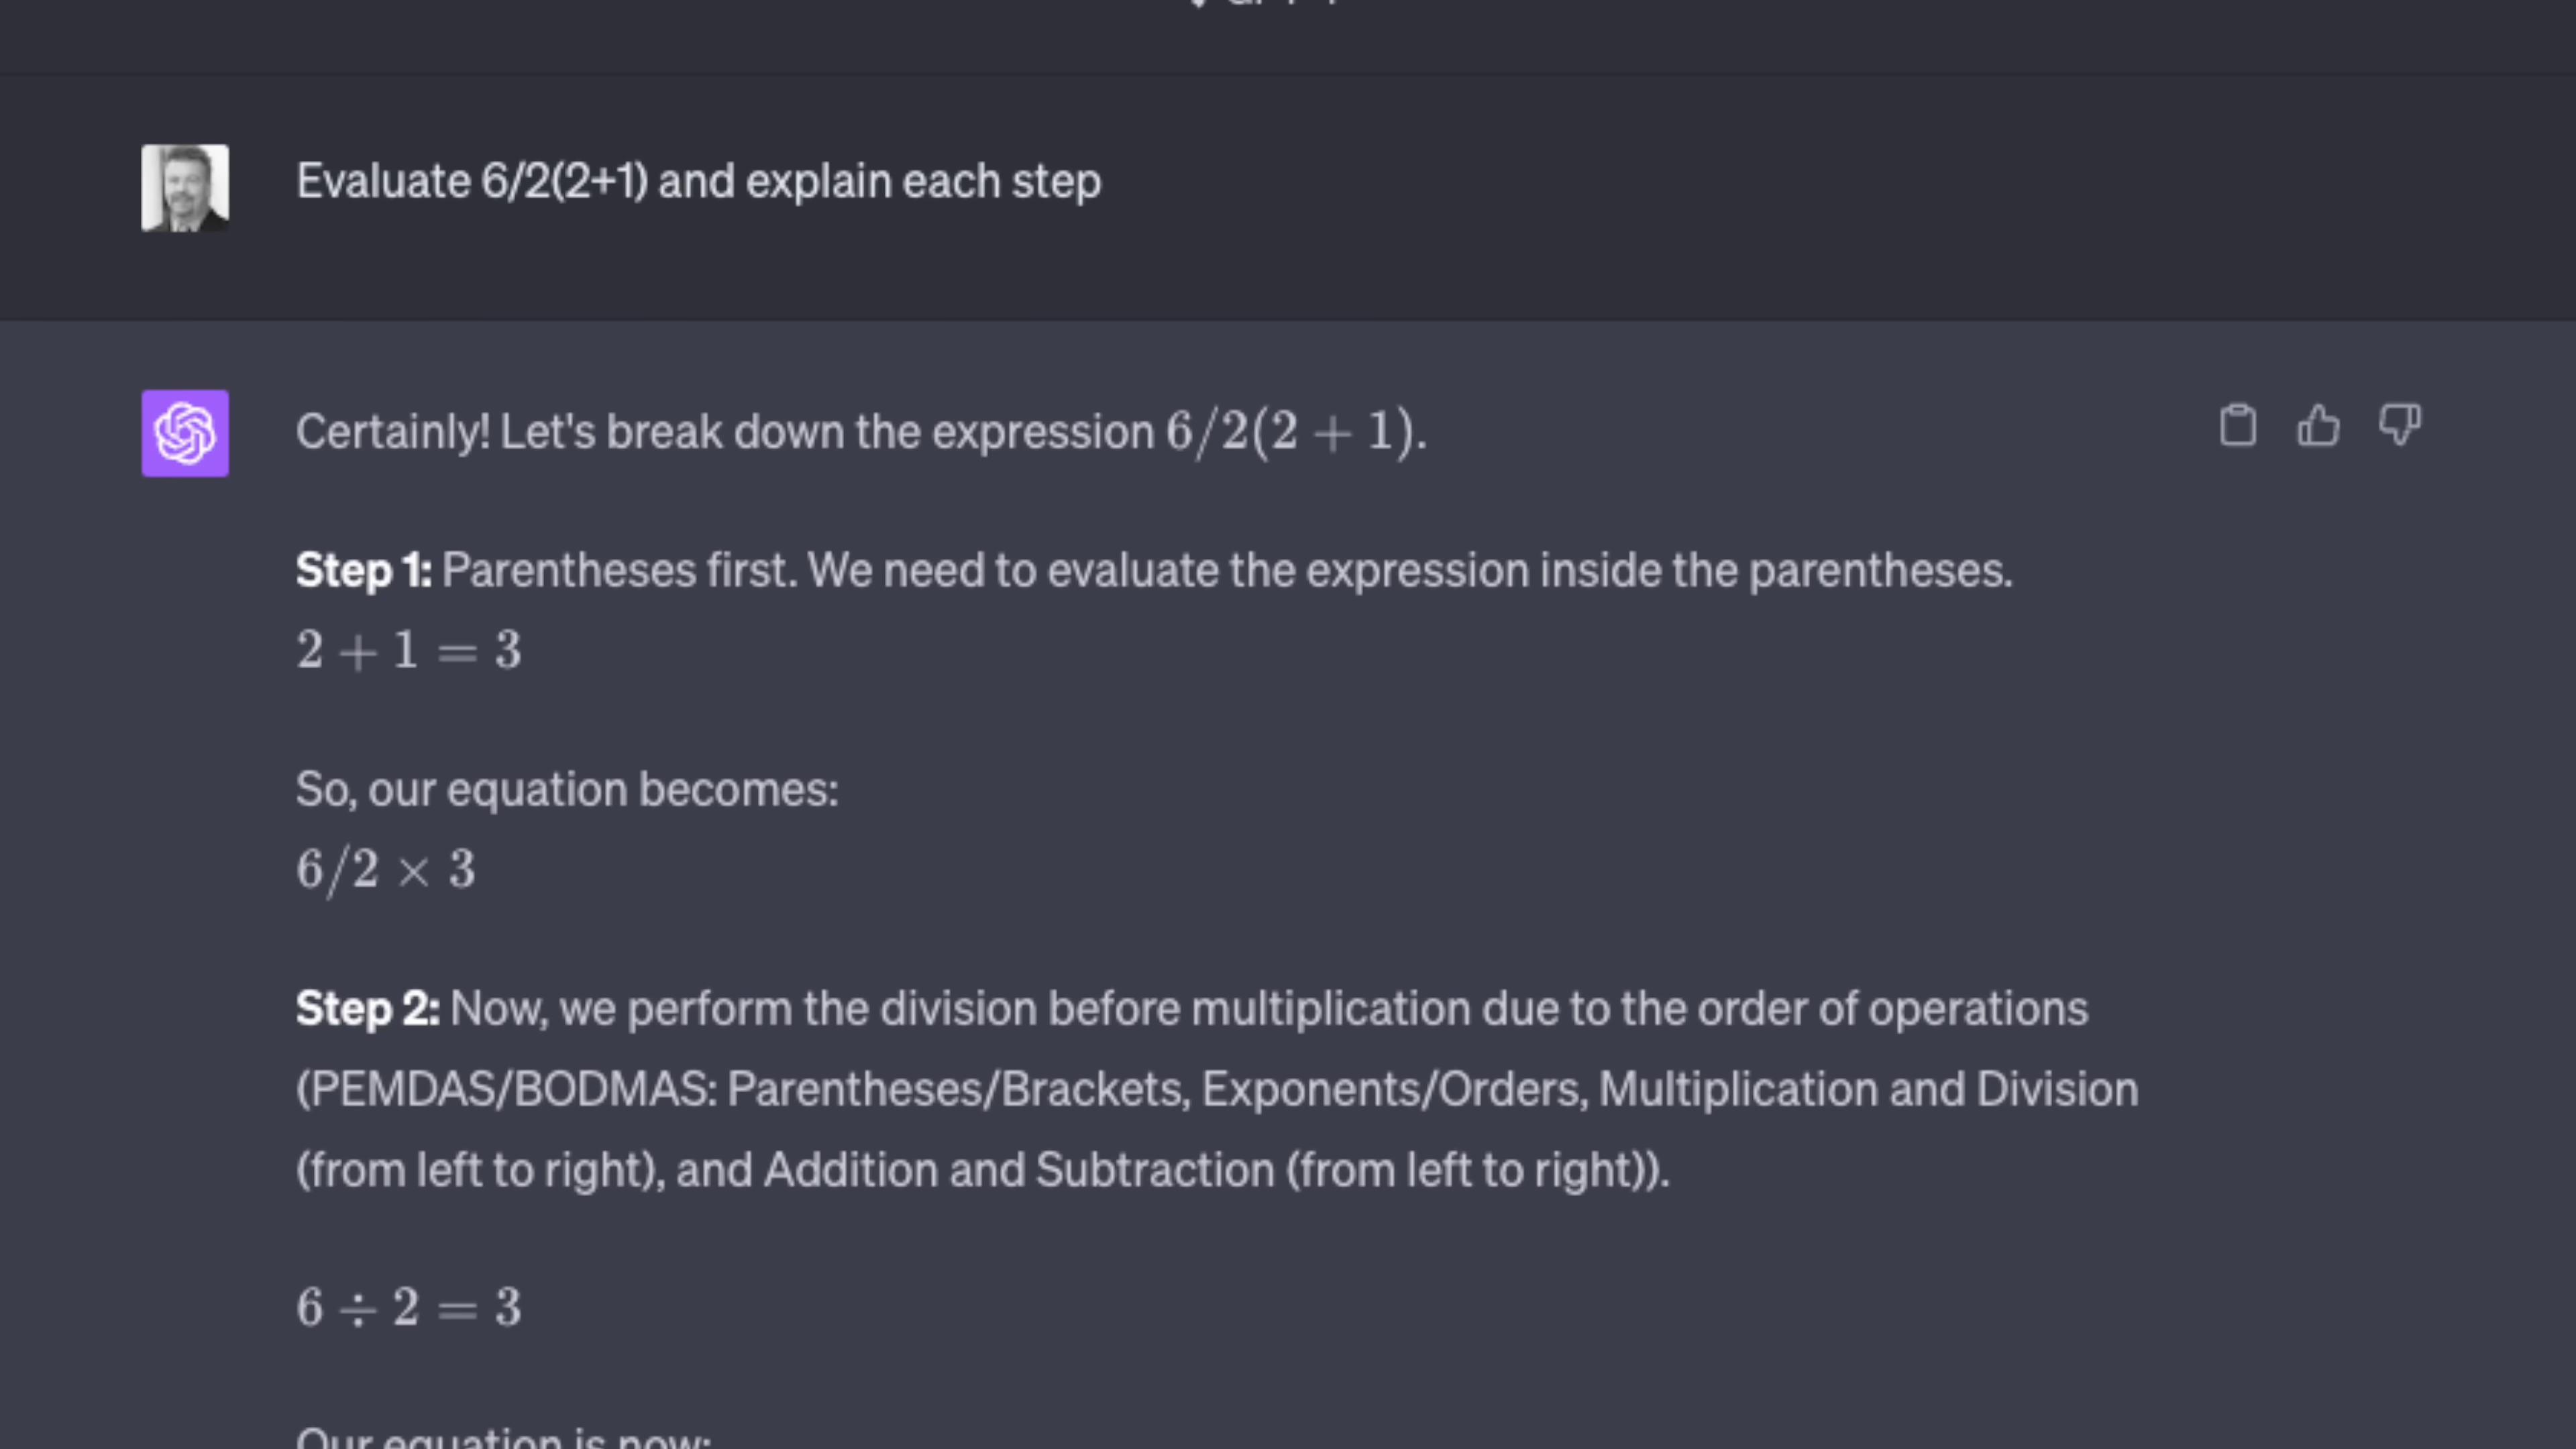 Evaluate 6/2(2+1) and explain each step
Certainly! Let's break down the expression 6/2(2 + 1).
Step 1: Parentheses first. We need to evaluate the expression inside the parentheses.
2 + 1 = 3
So, our equation becomes:
6/2 × 3
Step 2: Now, we perform the division before multiplication due to the order of operations
(PEMDAS/BODMAS: Parentheses/Brackets, Exponents/Orders, Multiplication and Division
(from left to right), and Addition and Subtraction (from left to right)).
6 ÷ 2 = 3
Our equation is now: